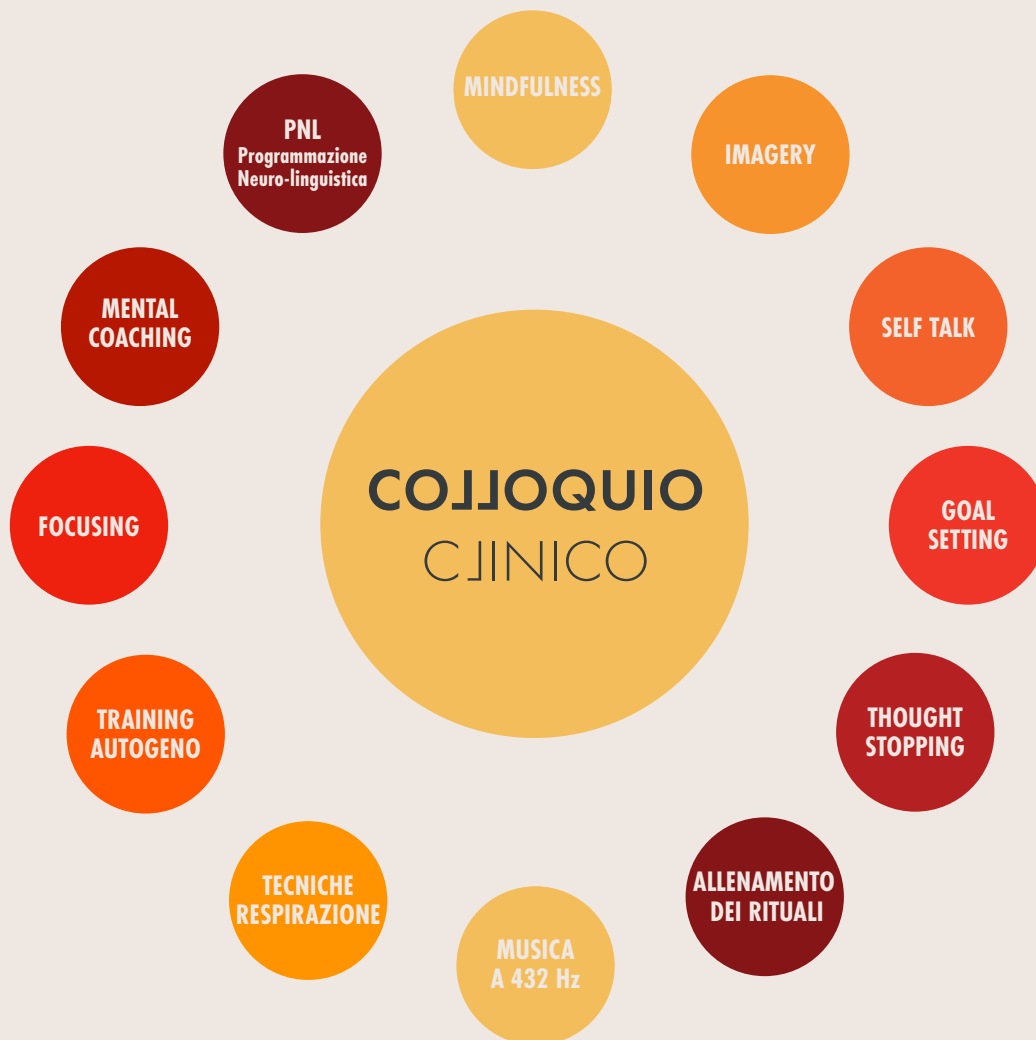 MINDFULNESS
IMAGERY
SELF TALK
GOAL
SETTING
THOUGHT
STOPPING
ALLENAMENTO
DEI RITUALI
MUSICA
A 432 Hz
TECNICHE
RESPIRAZIONE
TRAINING
AUTOGENO
FOCUSING
MENTAL
COACHING
PNL
Programmazione
Neuro-linguistica
COLLOQUIO
CLINICO